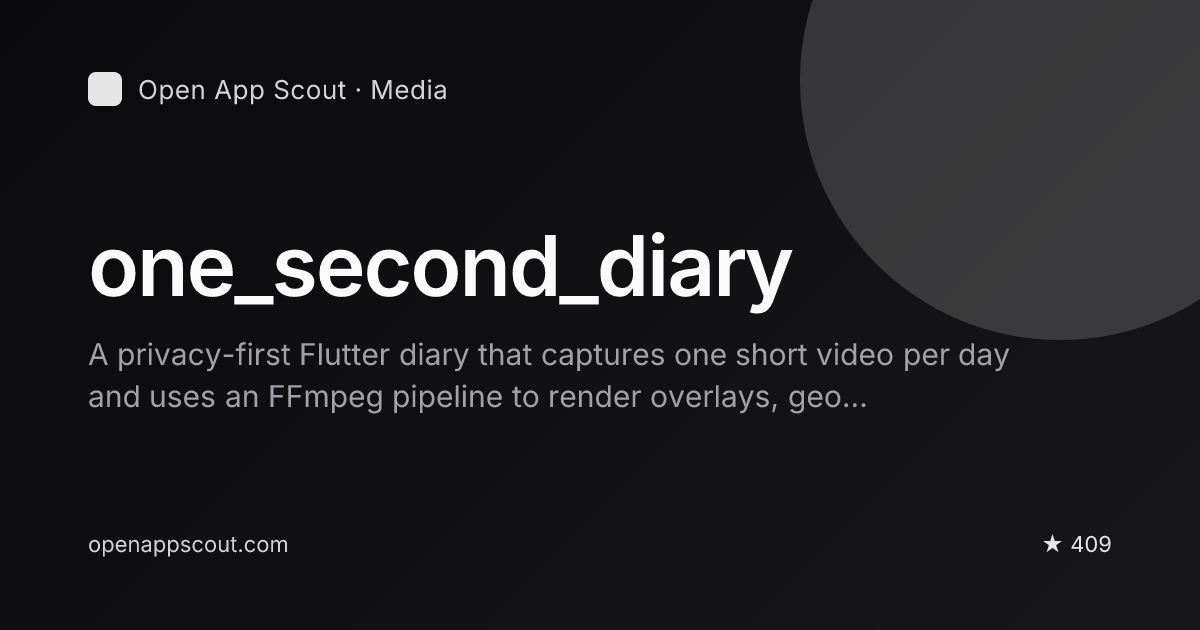 Open App Scout · Media
one_second_diary
A privacy-first Flutter diary that captures one short video per day
and uses an FFmpeg pipeline to render overlays, geo...
openappscout.com
★ 409